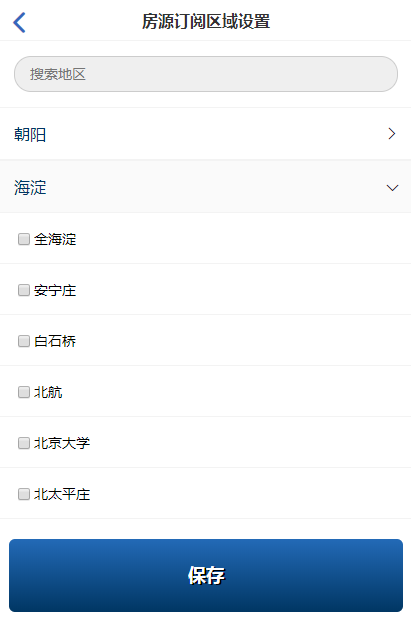 房源订阅区域设置
搜索地区
朝阳
海淀
全海淀
安宁庄
白石桥
北航
北京大学
北太平庄
保存